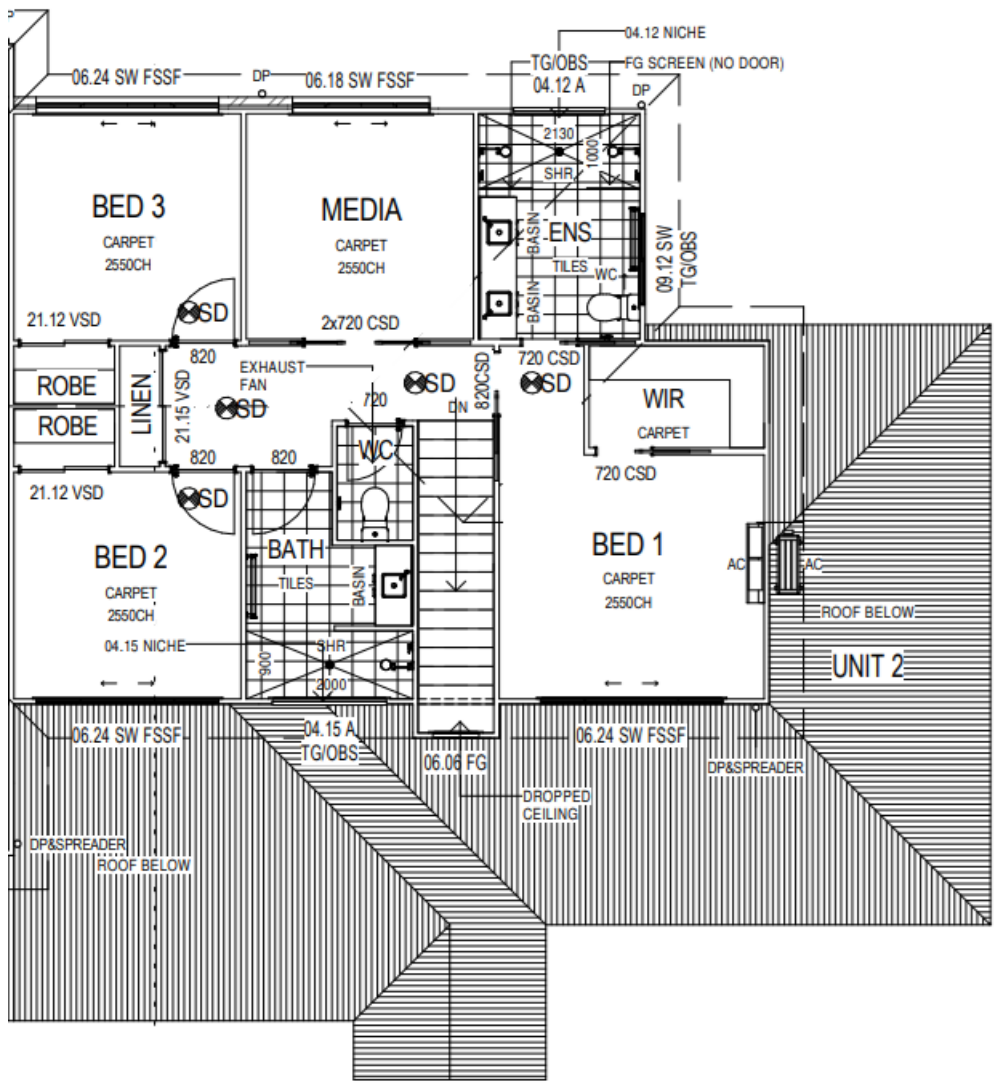 04.12 NICHE
TG/OBS
FG SCREEN (NO DOOR)
06.24 SW FSSF
DP
06.18 SW FSSF
04.12 A
DP
2130
1000
SHR
BED 3
CARPET
2550CH
MEDIA
CARPET
2550CH
BASIN
ENS
TILES
WC
BASIN
09.12 SW
TG/OBS
21.12 VSD
SD
2x720 CSD
820
EXHAUST
FAN
720 CSD
SD
SD
820CSD
ROBE
LINEN
21.15 VSD
SD
720
DN
WIR
CARPET
ROBE
WC
820
820
720 CSD
21.12 VSD
SD
BED 2
CARPET
2550CH
BATH
TILES
BASIN
BED 1
CARPET
2550CH
AC
AC
ROOF BELOW
04.15 NICHE
SHR
900
2000
UNIT 2
06.24 SW FSSF
04.15 A
TG/OBS
06.06 FG
06.24 SW FSSF
DP&SPREADER
DROPPED
CEILING
DP&SPREADER
ROOF BELOW